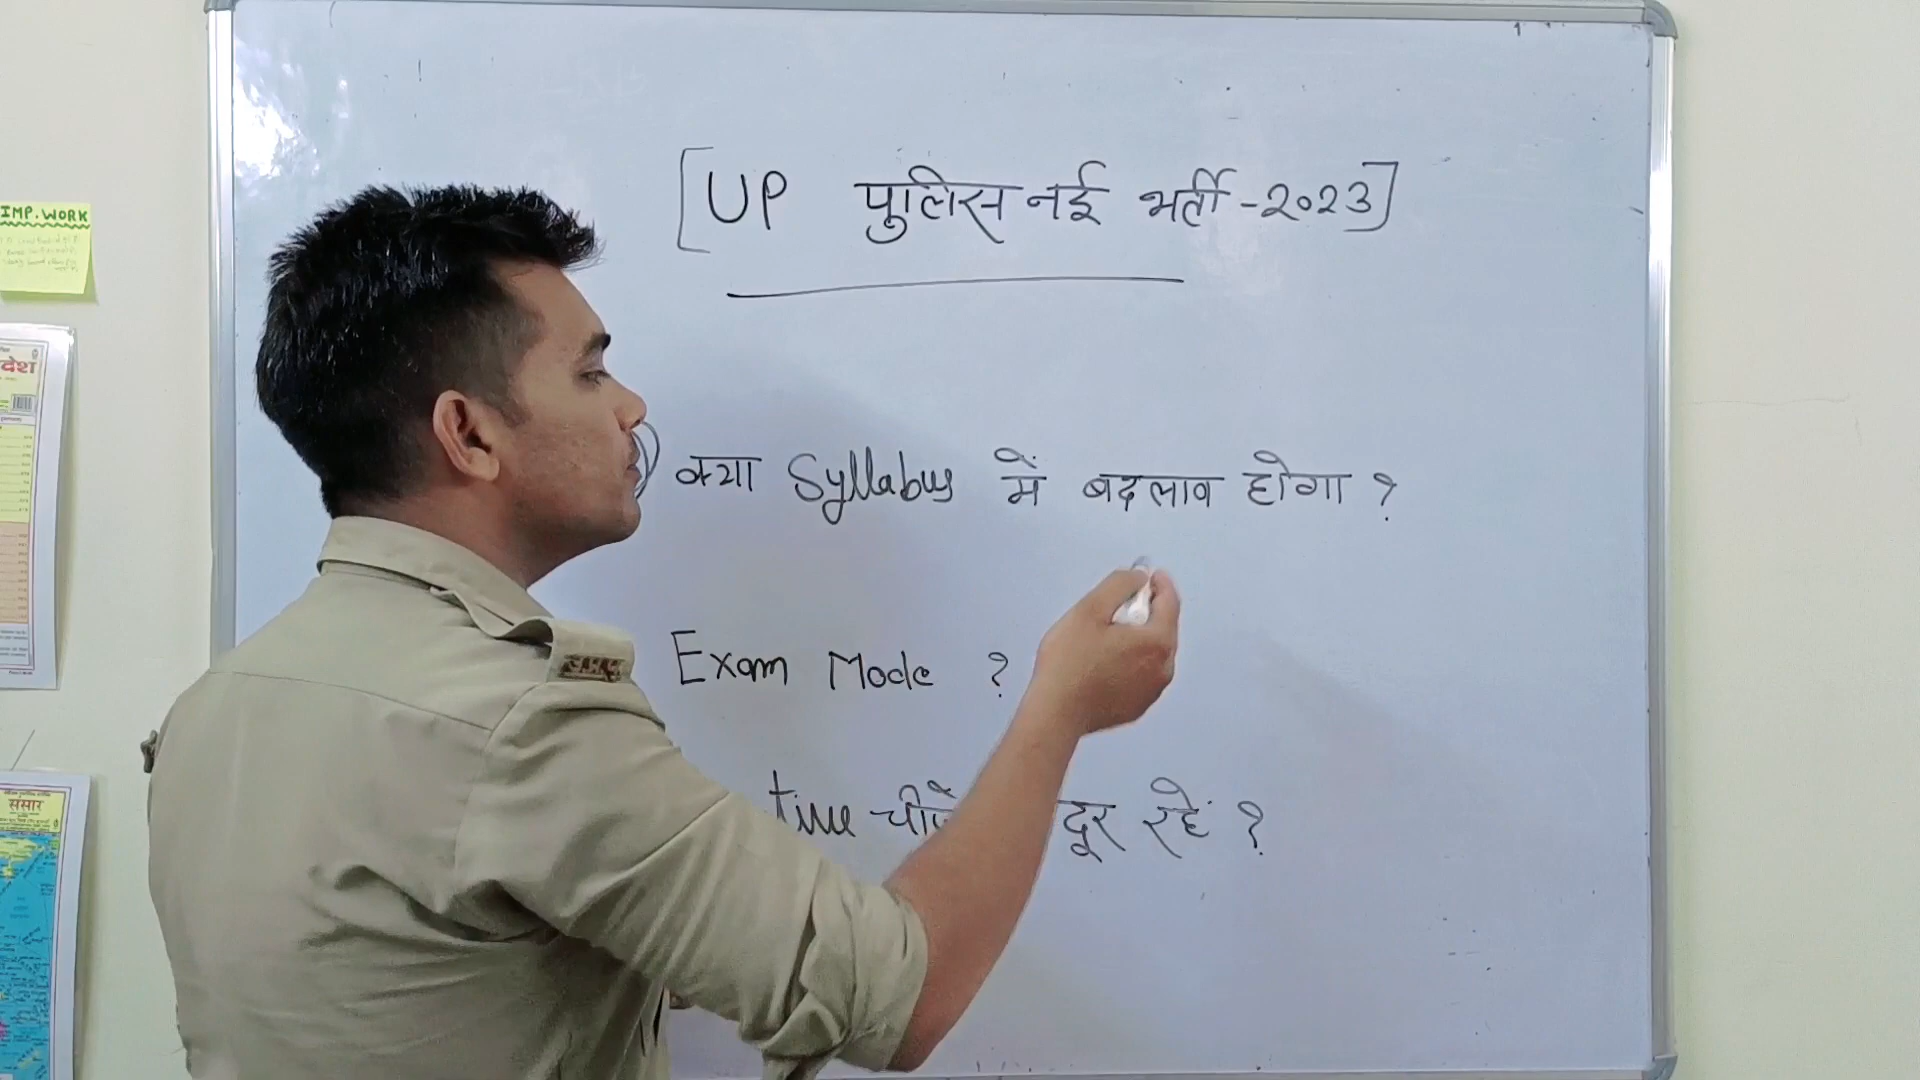 [UP पुलिस नई भर्ती -2023]
क्या Syllabus में बदलाव होगा ?
Exam Mode ?
time दूर रहें ?
IMP. WORK
देश
संसार